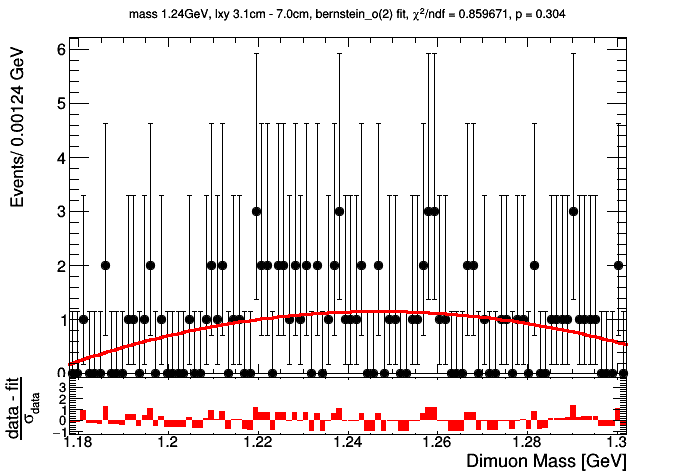 mass 1.24GeV, lxy 3.1cm - 7.0cm, bernstein_o(2) fit, χ²/ndf = 0.859671, p = 0.304
Events/ 0.00124 GeV
6
5
4
3
2
1
0
data - fit
σdata
3
2
1
0
−1
1.18 1.2 1.22 1.24 1.26 1.28 1.3
Dimuon Mass [GeV]